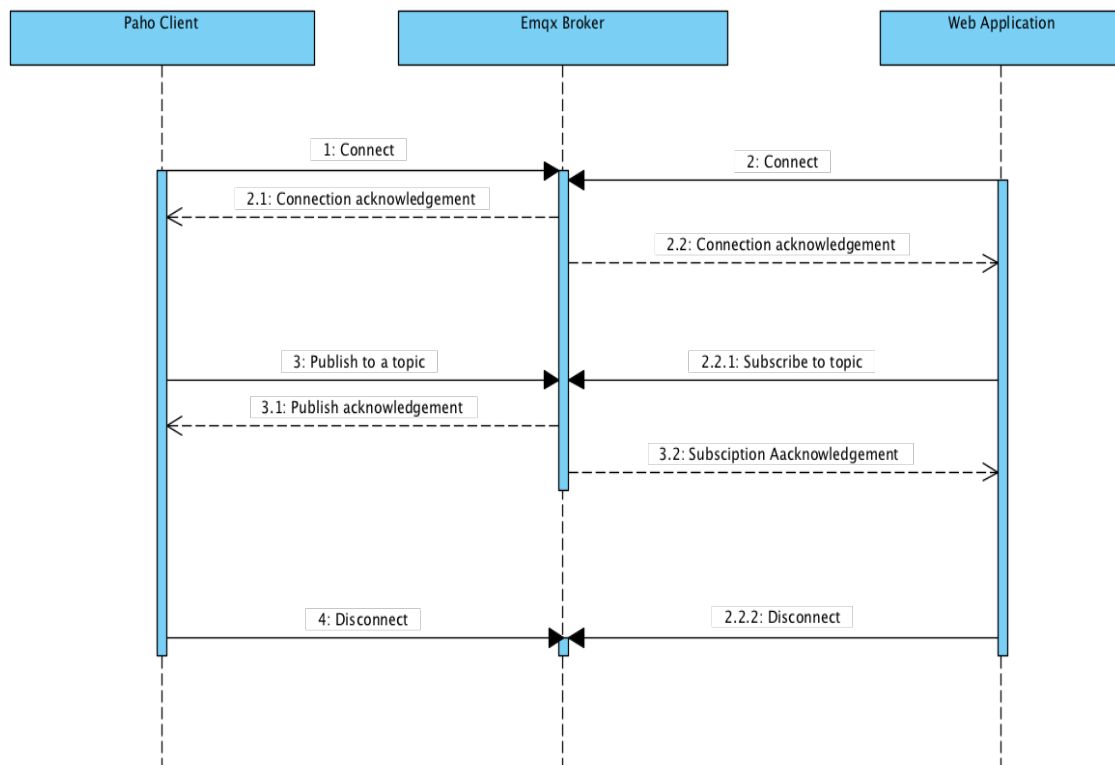 Paho Client
Emqx Broker
Web Application
1: Connect
2: Connect
2.1: Connection acknowledgement
2.2: Connection acknowledgement
3: Publish to a topic
2.2.1: Subscribe to topic
3.1: Publish acknowledgement
3.2: Subsciption Aacknowledgement
4: Disconnect
2.2.2: Disconnect